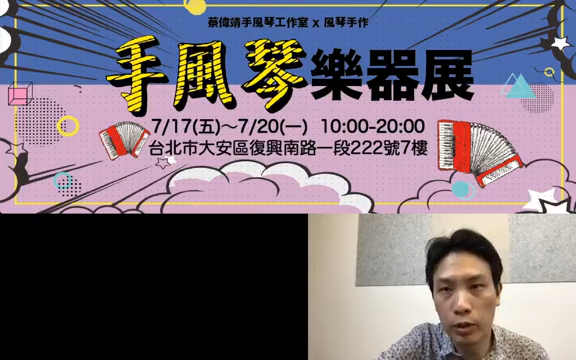 蔡偉靖手風琴工作室 x 風琴手作
手風琴樂器展
7/17(五)～7/20(一) 10:00-20:00
台北市大安區復興南路一段222號7樓